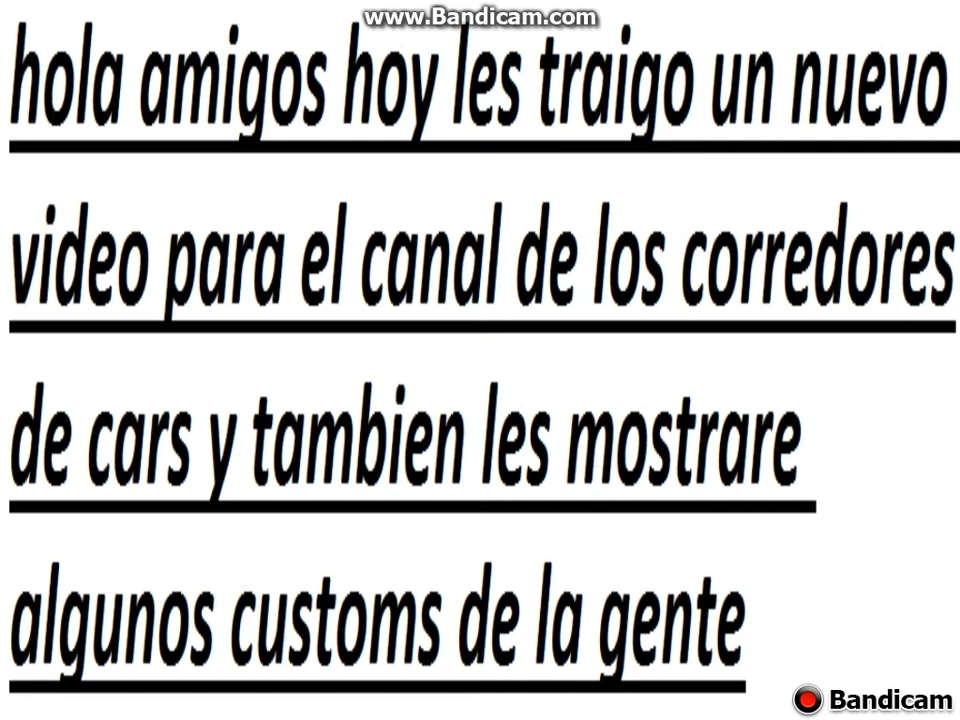 www.Bandicam.com
hola amigos hoy les traigo un nuevo
video para el canal de los corredores
de cars y tambien les mostrare
algunos customs de la gente
Bandicam